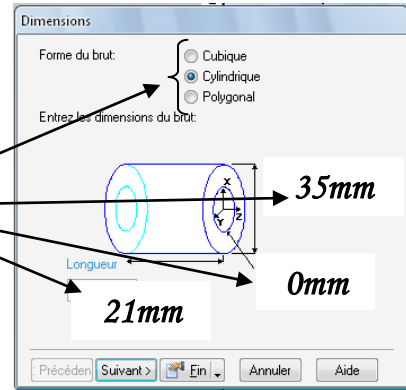 Dimensions
Forme du brut:
Cubique
Cylindrique
Polygonal
Entrez les dimensions du brut:
X
Y
Z
35mm
Longueur
0mm
21mm
: Précéden
Suivant >
Fin
Annuler
Aide